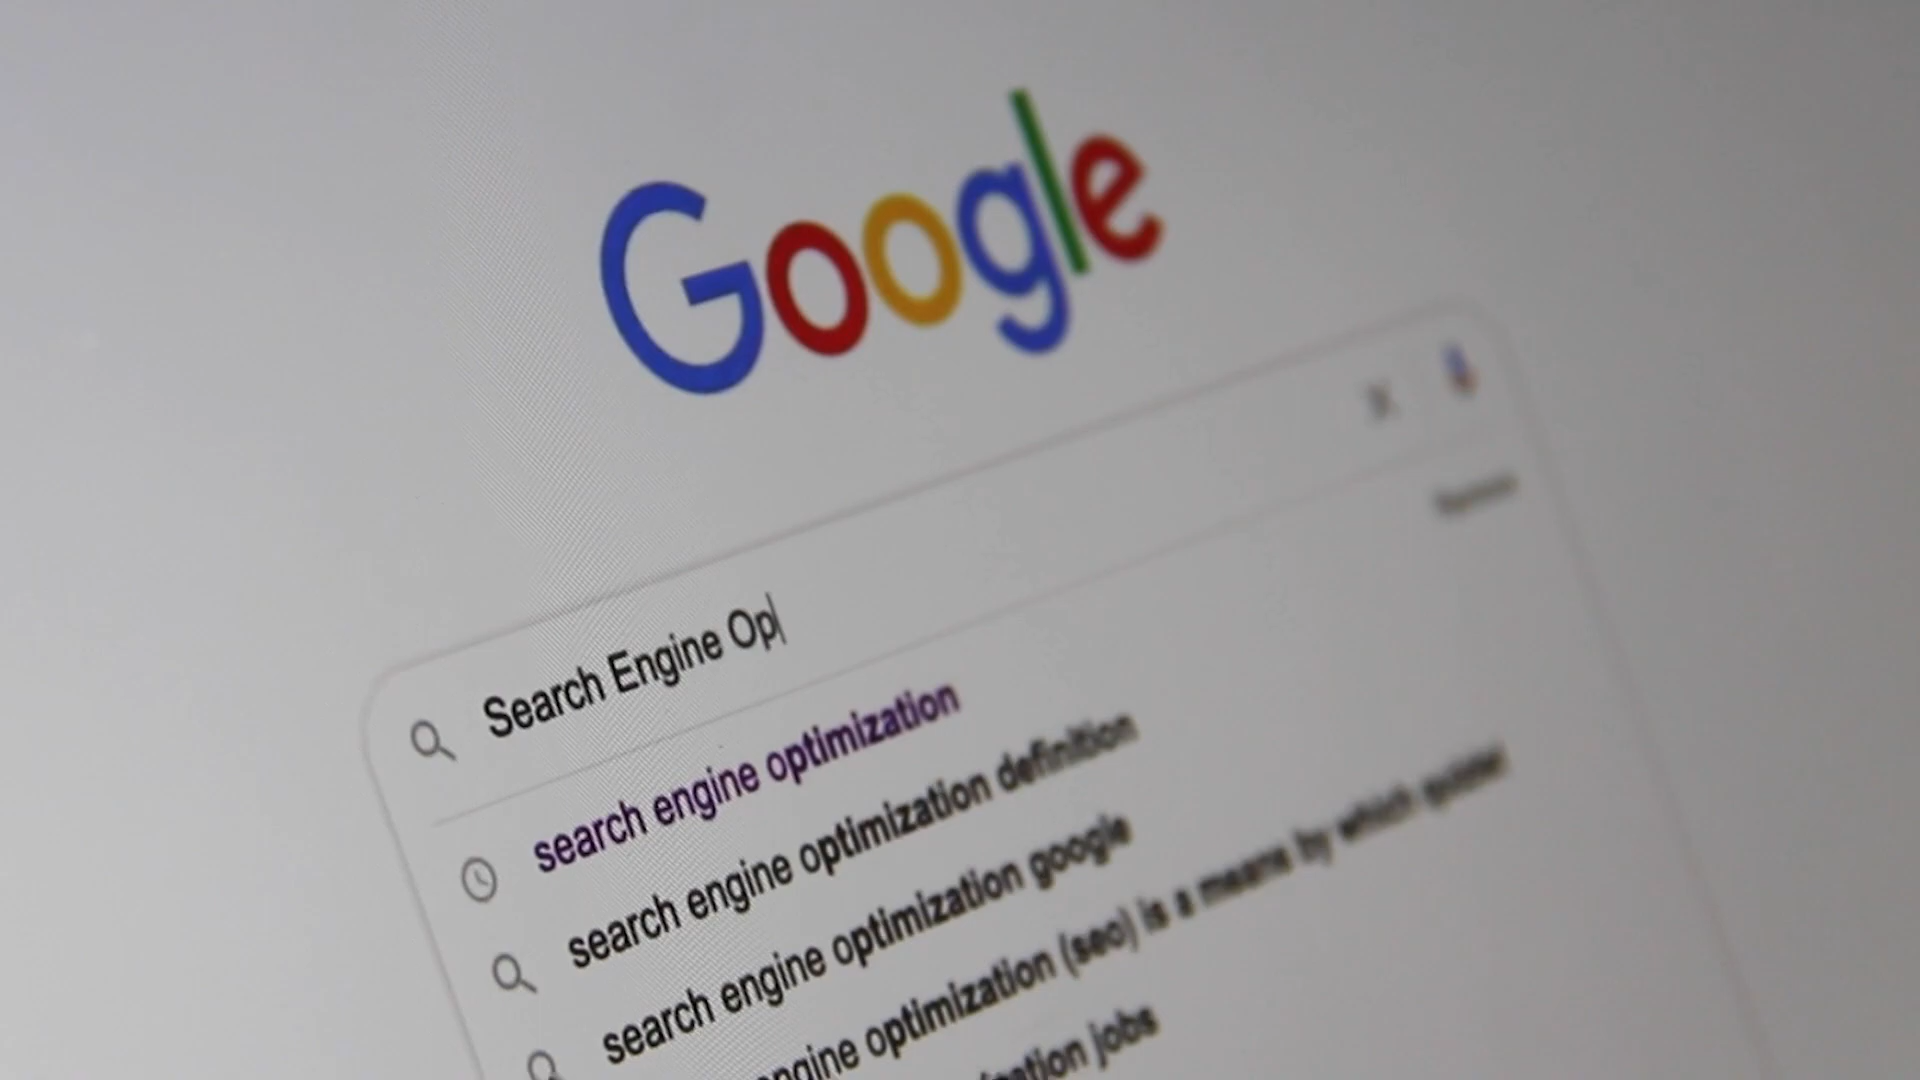 Google
Search Engine Op
search engine optimization
search engine optimization definition
search engine optimization google
engine optimization (seo) is a means by which
jobs